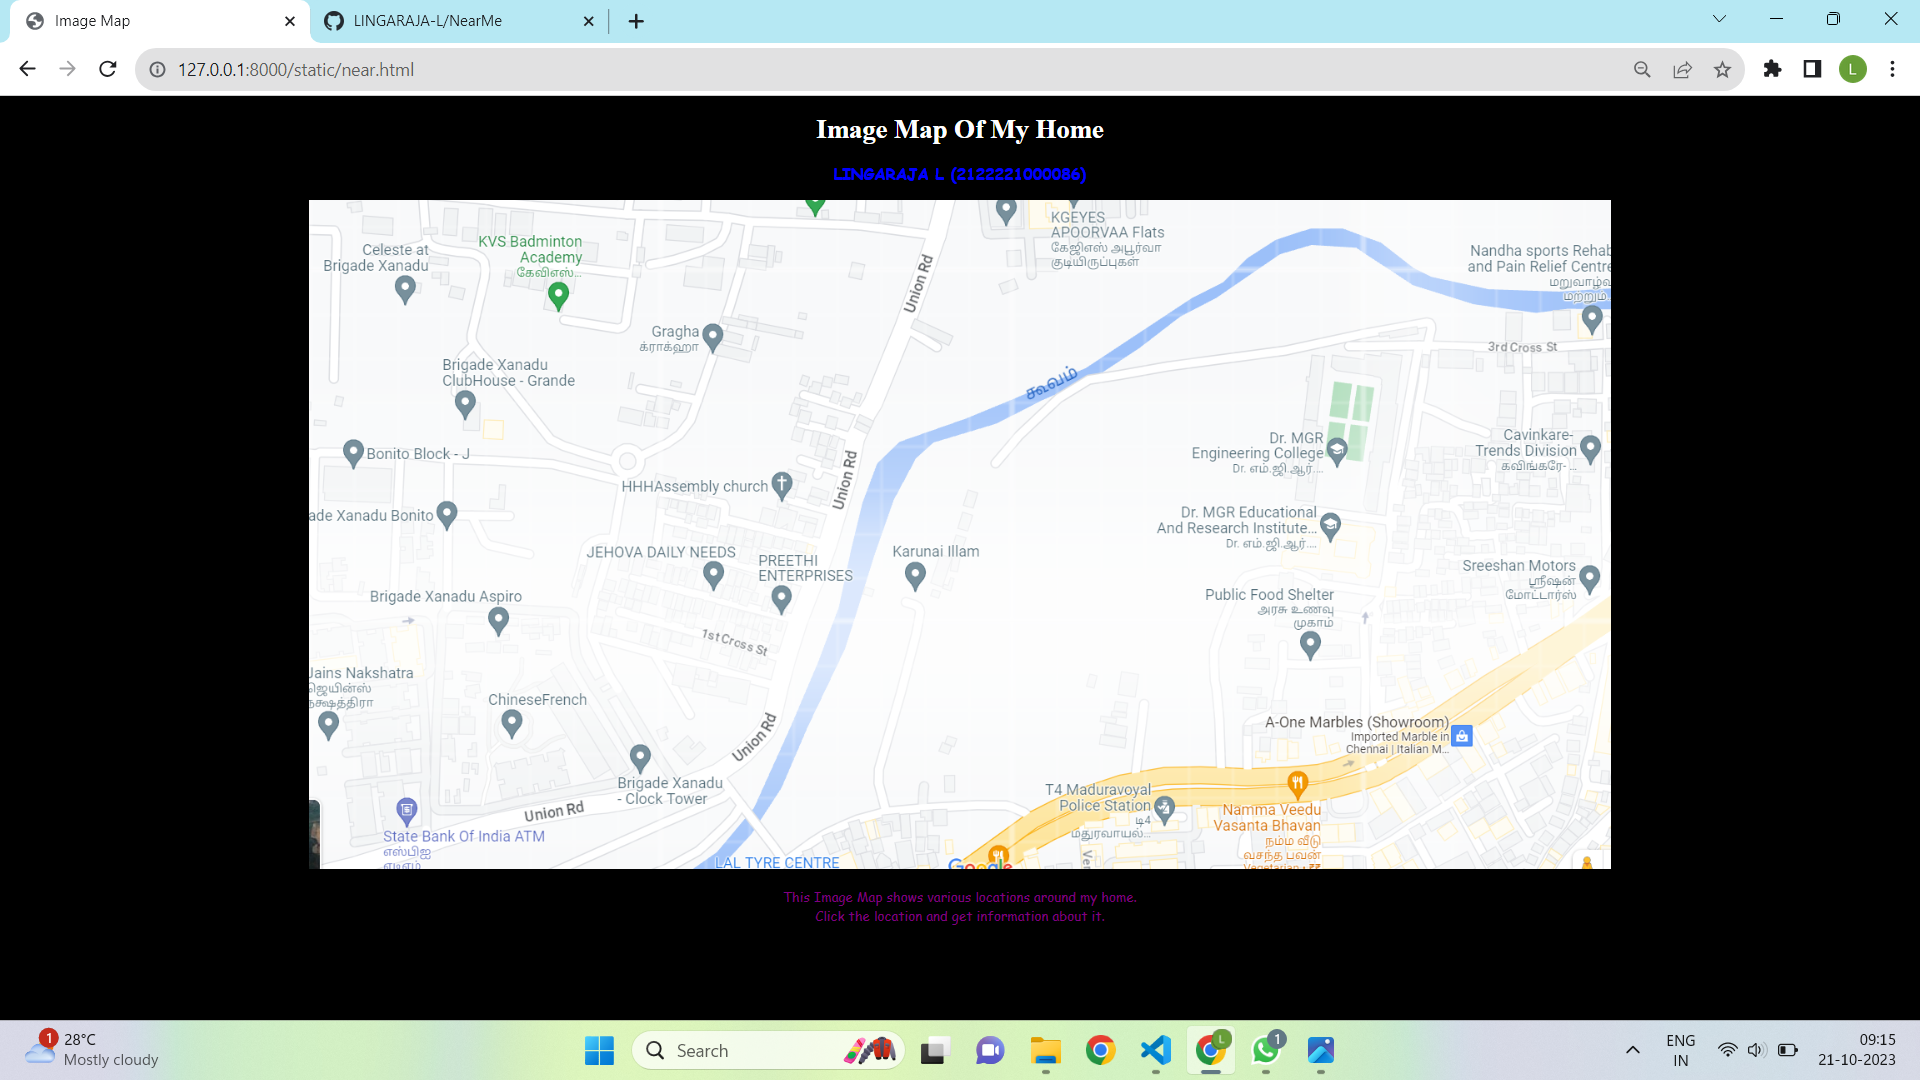 Image Map
LINGARAJA-L/NearMe
127.0.0.1:8000/static/near.html
L
Image Map Of My Home
LINGARAJA L (2122221000086)
KGEYES
APOORVAA Flats
கேஜிஎஸ் அபூர்வா
குடியிருப்புகள்
Celeste at
Brigade Xanadu
KVS Badminton
Academy
கேவிஎஸ்...
Union Rd
Nandha sports Rehab
and Pain Relief Centre
மறுவாழ்வு
மற்றும்
Gragha
க்ராக்ஹா
3rd Cross St
Brigade Xanadu
ClubHouse - Grande
கூவம்
Bonito Block - J
Dr. MGR
Engineering College
Dr. எம்.ஜி.ஆர்....
Cavinkare-
Trends Division
கவிங்கரே- ...
HHHAssembly church
Union Rd
ade Xanadu Bonito
Dr. MGR Educational
And Research Institute...
Dr. எம்.ஜி.ஆர்....
JEHOVA DAILY NEEDS
PREETHI
ENTERPRISES
Karunai Illam
Sreeshan Motors
ஸ்ரீஷன்
மோட்டார்ஸ்
Brigade Xanadu Aspiro
Public Food Shelter
அரசு உணவு
முகாம்
1st Cross St
Jains Nakshatra
ஜெயின்ஸ்
நக்ஷத்திரா
ChineseFrench
Union Rd
A-One Marbles (Showroom)
Imported Marble in
Chennai | Italian M...
Brigade Xanadu
- Clock Tower
Union Rd
T4 Maduravoyal
Police Station
டி4
மதுரவாயல்...
Namma Veedu
Vasanta Bhavan
நம்ம வீடு
வசந்த பவன்
Vegetarian • ₹₹
State Bank Of India ATM
எஸ்பிஐ
ஏடிஎம்
LAL TYRE CENTRE
Google
This Image Map shows various locations around my home.
Click the location and get information about it.
1
28°C
Mostly cloudy
Search
L
1
ENG
IN
09:15
21-10-2023